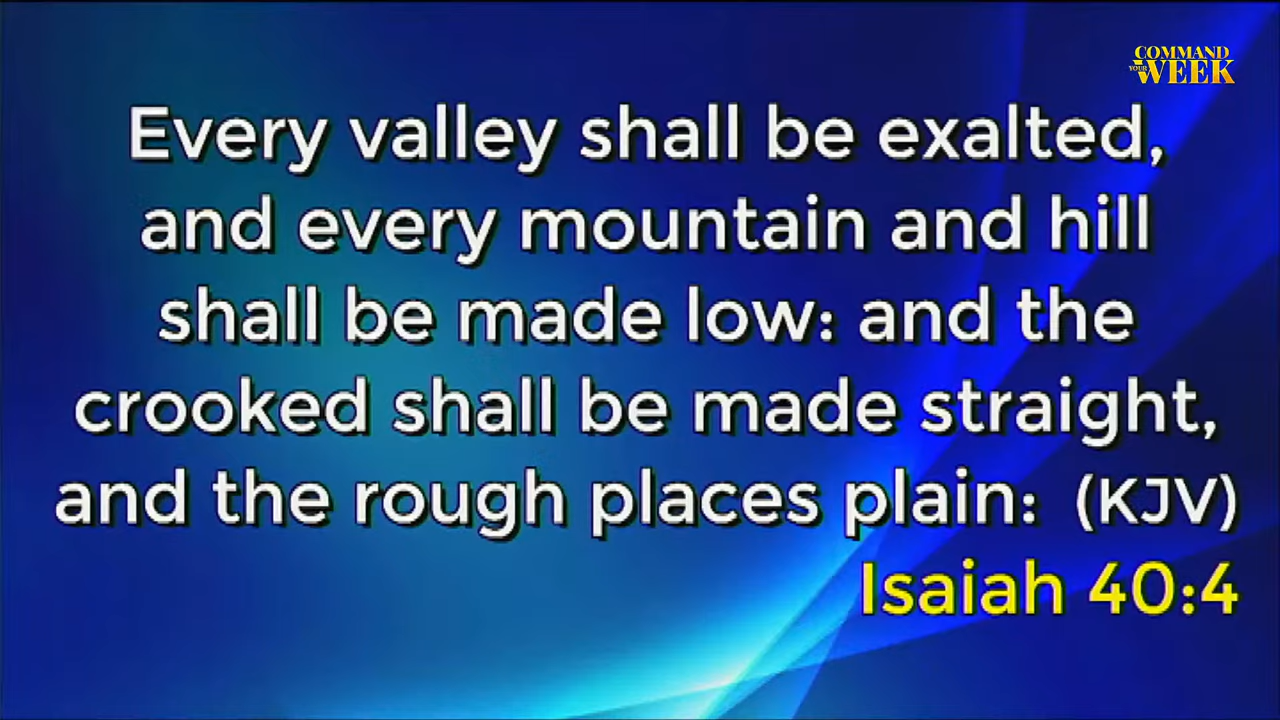 COMMAND
YOUR WEEK
Every valley shall be exalted,
and every mountain and hill
shall be made low: and the
crooked shall be made straight,
and the rough places plain: (KJV)
Isaiah 40:4